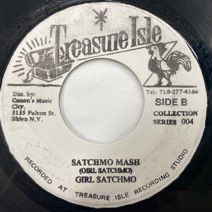 Treasure Isle
Tel: 718-277-4166
Dist. by:
Canon's Music
City,
3135 Fulton St.
Bklyn N.Y.
SIDE B
COLLECTION
SERIES 004
SATCHMO MASH
(GIRL SATCHMO)
GIRL SATCHMO
RECORDED AT TREASURE ISLE RECORDING STUDIO